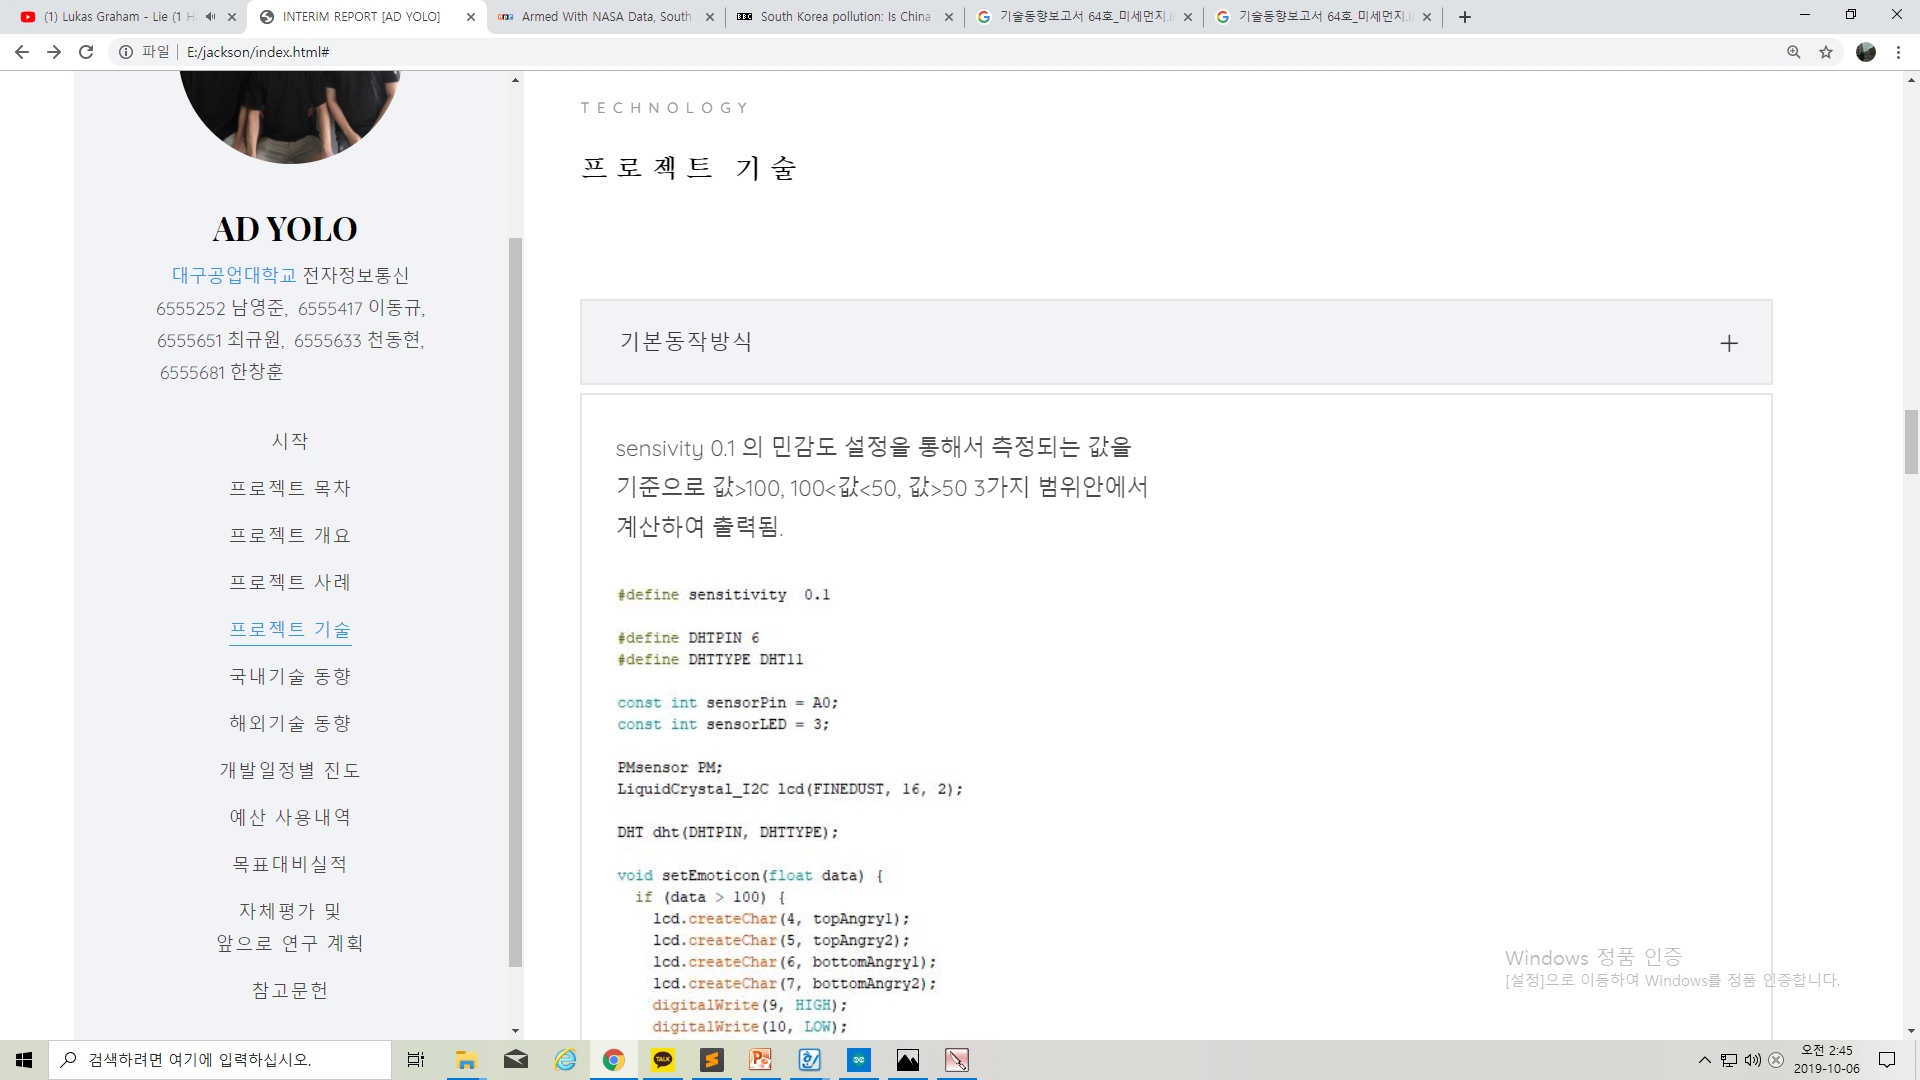 (1) Lukas Graham - Lie (1 H
INTERIM REPORT [AD YOLO]
Armed With NASA Data, South
BBC
South Korea pollution: Is China
기술동향보고서 64호_미세먼지.i
기술동향보고서 64호_미세먼지.i
파일
E:/jackson/index.html#
AD YOLO
대구공업대학교 전자정보통신
6555252 남영준, 6555417 이동규,
6555651 최규원, 6555633 천동현,
6555681 한창훈
시작
프로젝트 목차
프로젝트 개요
프로젝트 사례
프로젝트 기술
국내기술 동향
해외기술 동향
개발일정별 진도
예산 사용내역
목표대비실적
자체평가 및
앞으로 연구 계획
참고문헌
TECHNOLOGY
프로젝트 기술
기본동작방식
+
sensivity 0.1 의 민감도 설정을 통해서 측정되는 값을
기준으로 값>100, 100<값<50, 값>50 3가지 범위안에서
계산하여 출력됨.
#define sensitivity 0.1
#define DHTPIN 6
#define DHTTYPE DHT11
const int sensorPin = A0;
const int sensorLED = 3;
PMsensor PM;
LiquidCrystal_I2C lcd(FINEDUST, 16, 2);
DHT dht(DHTPIN, DHTTYPE);
void setEmoticon(float data) {
if (data > 100) {
lcd.createChar(4, topAngry1);
lcd.createChar(5, topAngry2);
lcd.createChar(6, bottomAngry1);
lcd.createChar(7, bottomAngry2);
digitalWrite(9, HIGH);
digitalWrite(10, LOW);
Windows 정품 인증
[설정]으로 이동하여 Windows를 정품 인증합니다.
검색하려면 여기에 입력하십시오.
TALK
오전 2:45
2019-10-06